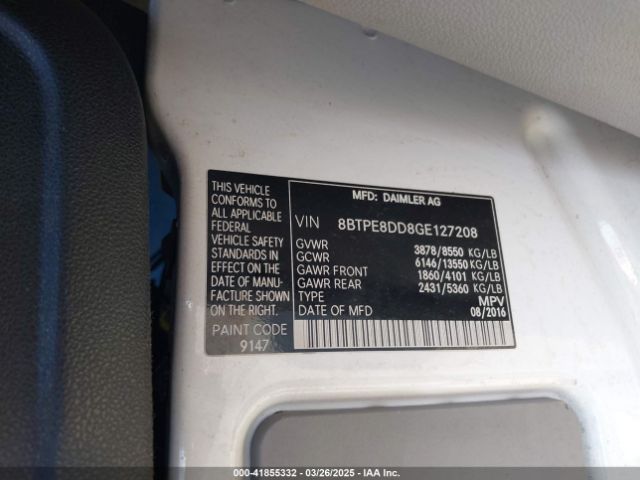 THIS VEHICLE
CONFORMS TO
ALL APPLICABLE
FEDERAL
VEHICLE SAFETY
STANDARDS IN
EFFECT ON THE
DATE OF MANU-
FACTURE SHOWN
ON THE RIGHT.
PAINT CODE
9147
MFD: DAIMLER AG
VIN 8BTPE8DD8GE127208
GVWR 3878/8550 KG/LB
GCWR 6146/13550 KG/LB
GAWR FRONT 1860/4101 KG/LB
GAWR REAR 2431/5360 KG/LB
TYPE MPV
DATE OF MFD 08/2016
000-41855332 - 03/26/2025 - IAA Inc.